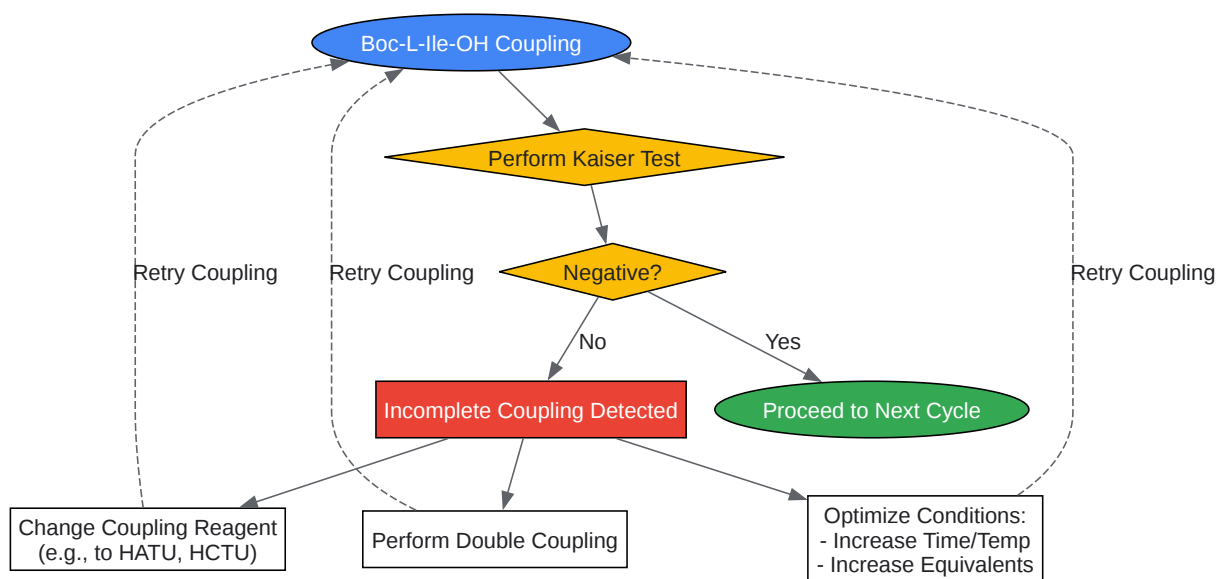 Boc-L-Ile-OH Coupling
Perform Kaiser Test
Negative?
Retry Coupling
Retry Coupling
Retry Coupling
No
Yes
Incomplete Coupling Detected
Proceed to Next Cycle
Change Coupling Reagent
(e.g., to HATU, HCTU)
Perform Double Coupling
Optimize Conditions:
- Increase Time/Temp
- Increase Equivalents